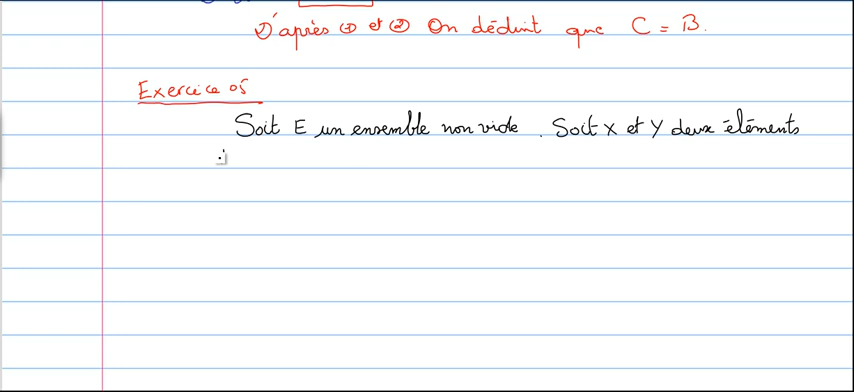 D'après ① et ② On déduit que C = B.
Exercice 05
Soit E un ensemble non vide. Soit X et Y deux éléments